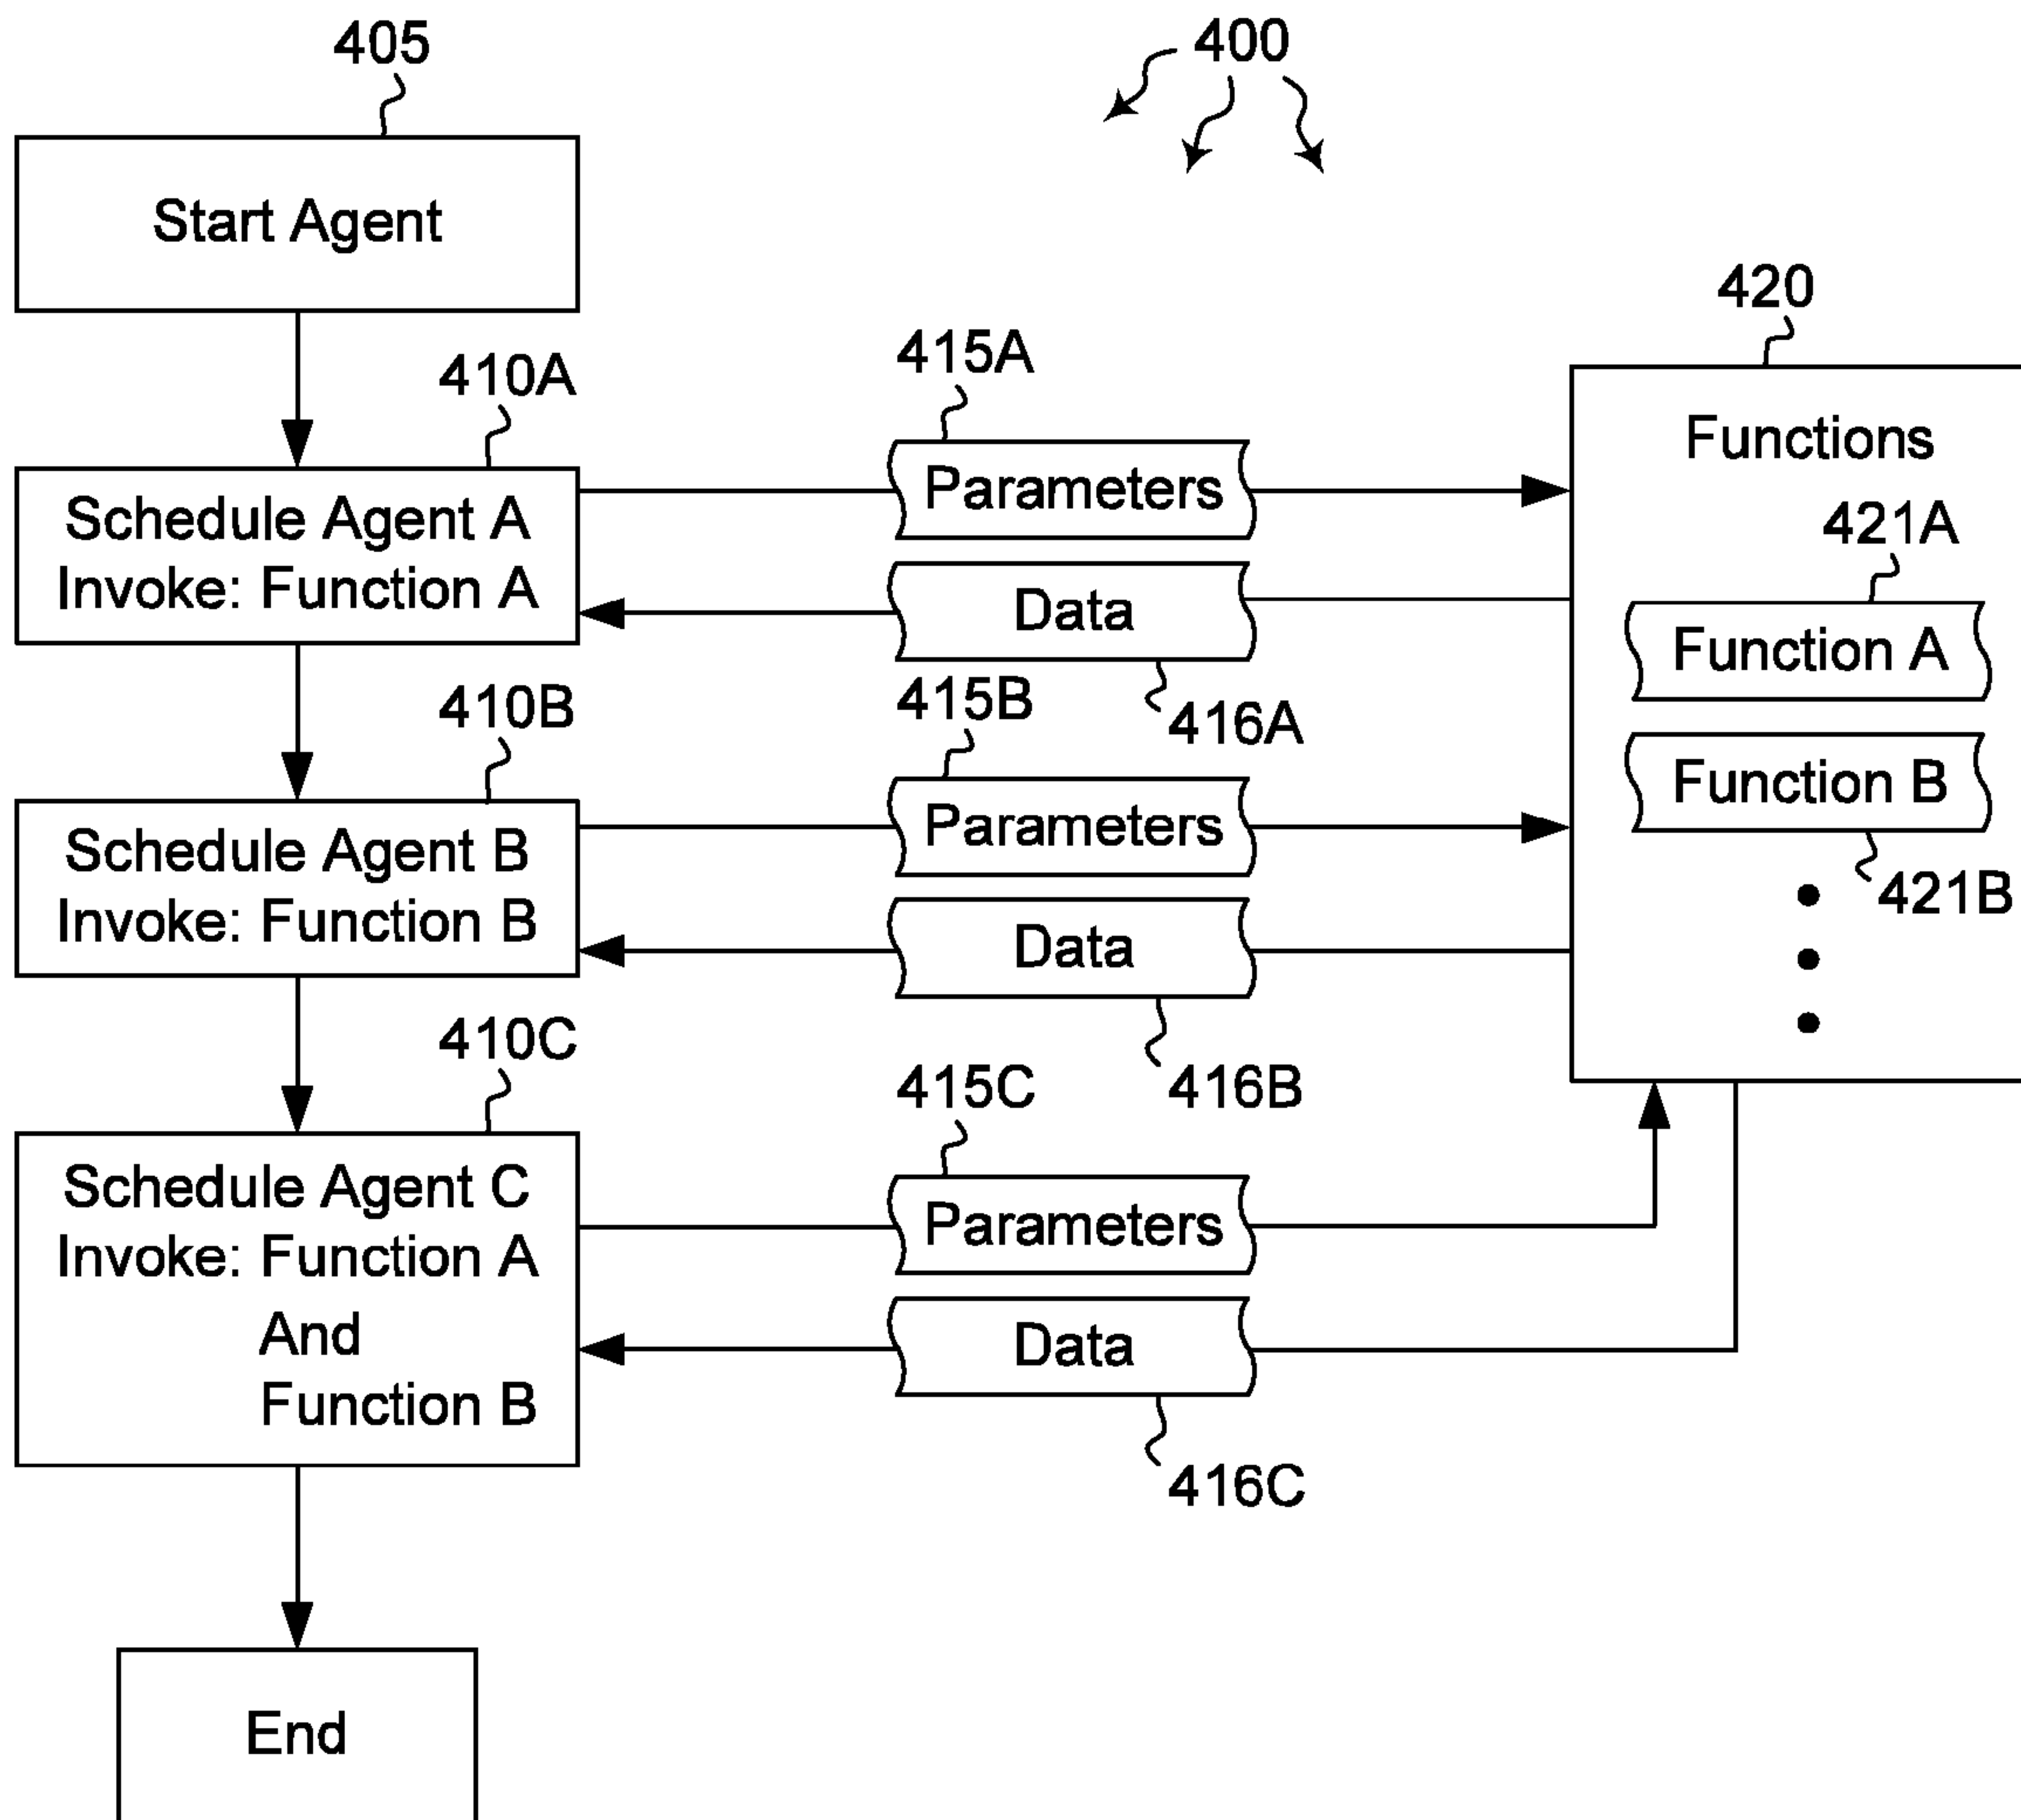 405
400
Start Agent
420
410A
415A
Functions
Schedule Agent A
Invoke: Function A
Parameters
421A
Data
Function A
410B
415B
416A
Function B
Schedule Agent B
Invoke: Function B
Parameters
421B
Data
410C
415C
416B
Schedule Agent C
Invoke: Function A
And
Function B
Parameters
Data
416C
End